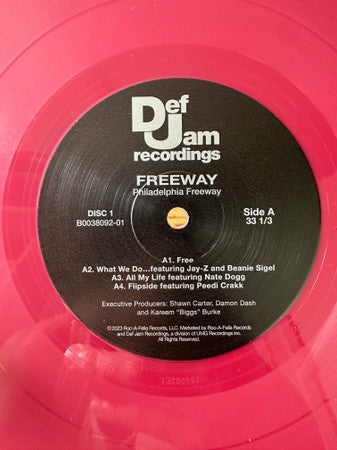 Def
Jam
recordings
FREEWAY
Philadelphia Freeway
DISC 1
B0038092-01
Side A
33 1/3
A1. Free
A2. What We Do...featuring Jay-Z and Beanie Sigel
A3. All My Life featuring Nate Dogg
A4. Flipside featuring Peedi Crakk
Executive Producers: Shawn Carter, Damon Dash
and Kareem "Biggs" Burke
©2023 Roc-A-Fella Records, LLC. Marketed by Roc-A-Fella Records
and Def Jam Recordings, a division of UMG Recordings Inc.
All Rights Reserved.